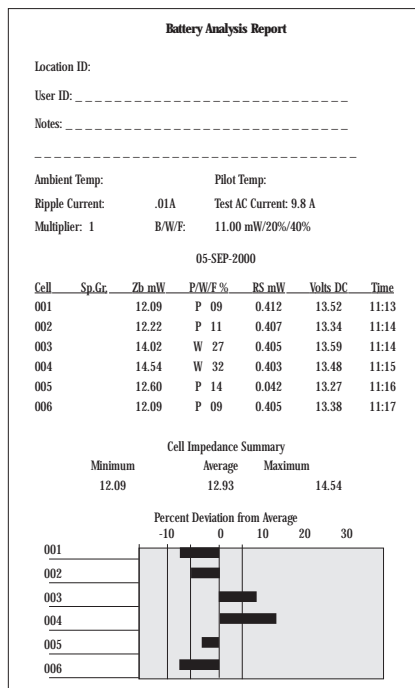 Battery Analysis Report
Location ID:
User ID: _ _ _ _ _ _ _ _ _ _ _ _ _ _ _ _ _ _ _ _ _ _ _ _ _ _ _ _
Notes: _ _ _ _ _ _ _ _ _ _ _ _ _ _ _ _ _ _ _ _ _ _ _ _ _ _ _ _ _
_ _ _ _ _ _ _ _ _ _ _ _ _ _ _ _ _ _ _ _ _ _ _ _ _ _ _ _ _ _ _ _ _
Ambient Temp: Pilot Temp:
Ripple Current: .01A Test AC Current: 9.8 A
Multiplier: 1 B/W/F: 11.00 mW/20%/40%
05-SEP-2000
Cell Sp.Gr. Zb mW P/W/F % RS mW Volts DC Time
001 12.09 P 09 0.412 13.52 11:13
002 12.22 P 11 0.407 13.34 11:14
003 14.02 W 27 0.405 13.59 11:14
004 14.54 W 32 0.403 13.48 11:15
005 12.60 P 14 0.042 13.27 11:16
006 12.09 P 09 0.405 13.38 11:17
Cell Impedance Summary
Minimum Average Maximum
12.09 12.93 14.54
Percent Deviation from Average
-10 0 10 20 30
001
002
003
004
005
006